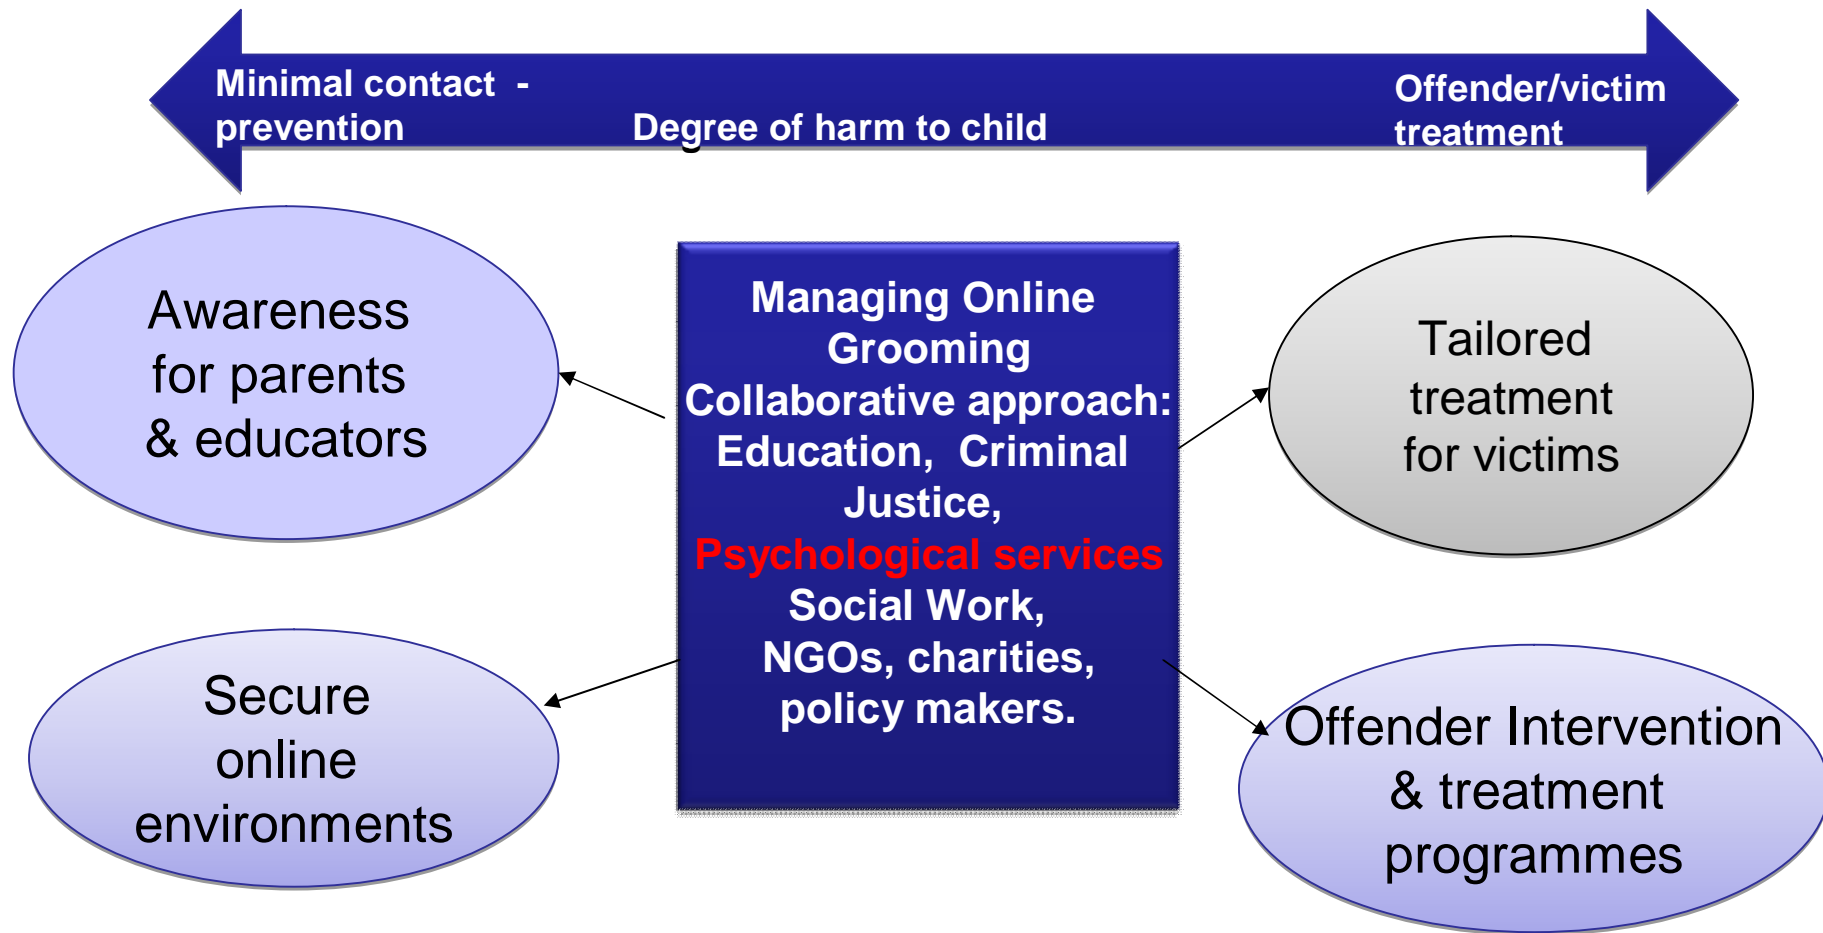 Minimal contact  -
prevention
Degree of harm to child
Offender/victim
treatment
Awareness
for parents
& educators
Managing Online
Grooming
Collaborative approach:
Education,  Criminal
Justice,
Psychological services
Social Work,
NGOs, charities,
policy makers.
Tailored
treatment
for victims
Secure
online
environments
Offender Intervention
& treatment
programmes